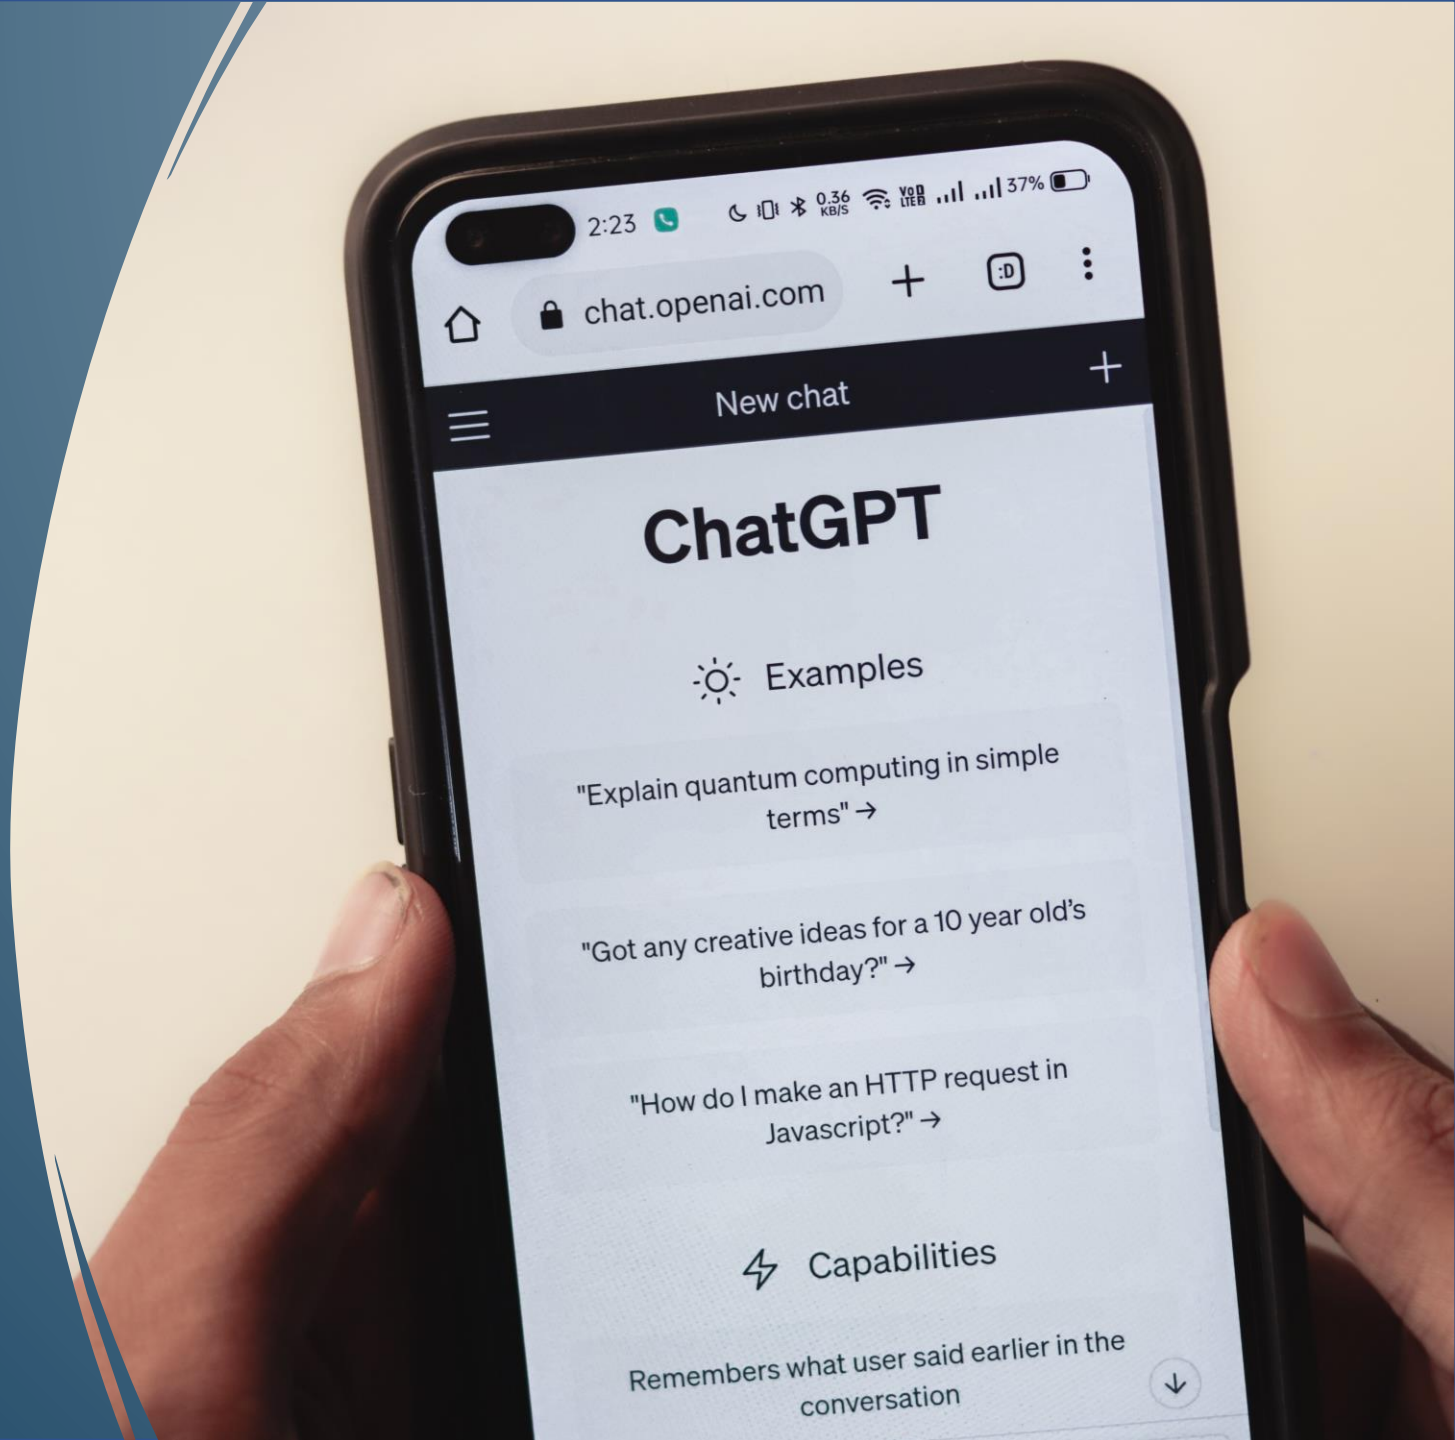 2:23 0.36 KB/S VoD LTE2 37%
chat.openai.com :D
New chat
ChatGPT
Examples
"Explain quantum computing in simple
terms" →
"Got any creative ideas for a 10 year old’s
birthday?" →
"How do I make an HTTP request in
Javascript?" →
Capabilities
Remembers what user said earlier in the
conversation